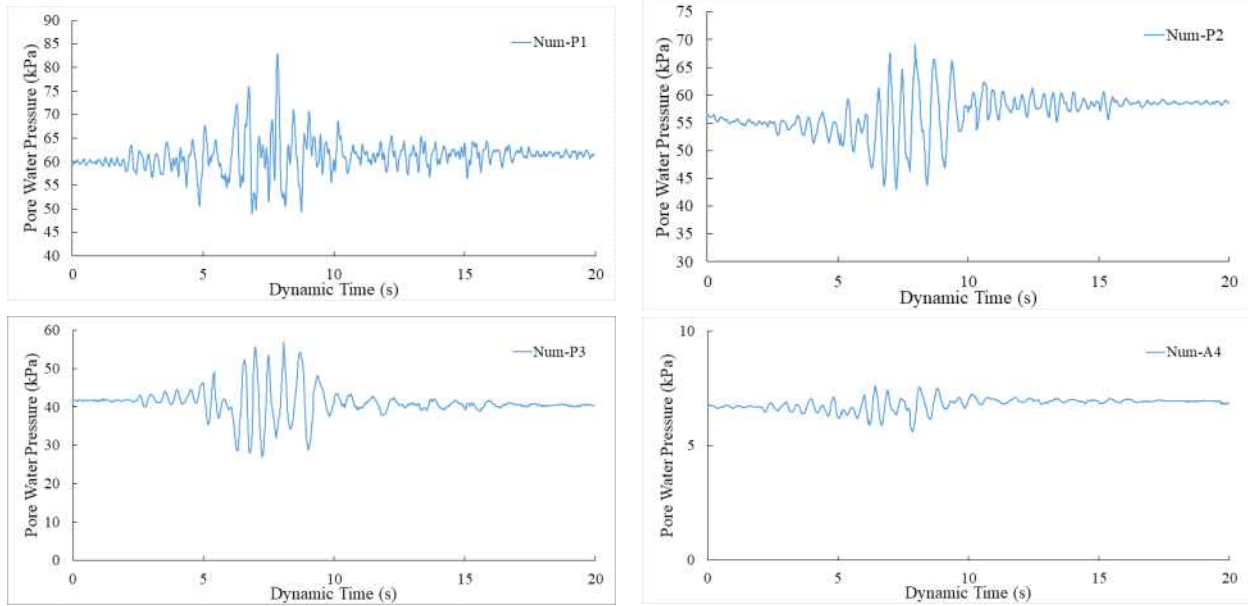 90
85
80
75
70
65
60
55
50
45
40
Pore Water Pressure (kPa)
Num-P1
0 5 10 15 20
Dynamic Time (s)
75
70
65
60
55
50
45
40
35
30
Pore Water Pressure (kPa)
Num-P2
0 5 10 15 20
Dynamic Time (s)
60
50
40
30
20
10
0
Pore Water Pressure (kPa)
Num-P3
0 5 10 15 20
Dynamic Time (s)
10
5
0
Pore Water Pressure (kPa)
Num-A4
0 5 10 15 20
Dynamic Time (s)